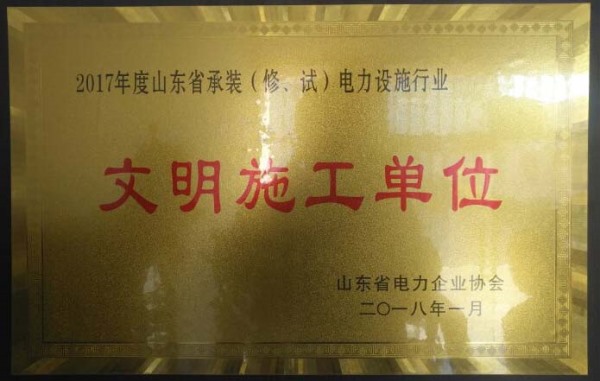 2017年度山东省承装（修、试）电力设施行业
文明施工单位
山东省电力企业协会
二〇一八年一月